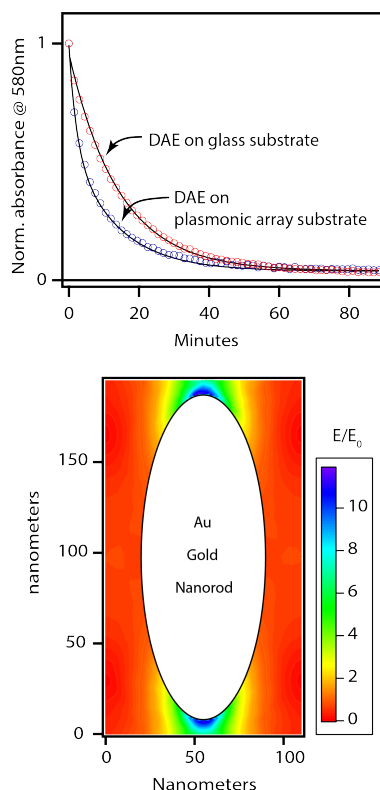 Norm. absorbance @ 580nm
1
0
DAE on glass substrate
DAE on
plasmonic array substrate
0
20
40
60
80
Minutes
nanometers
150
100
50
0
Au
Gold
Nanorod
0
50
100
Nanometers
E/E₀
10
8
6
4
2
0